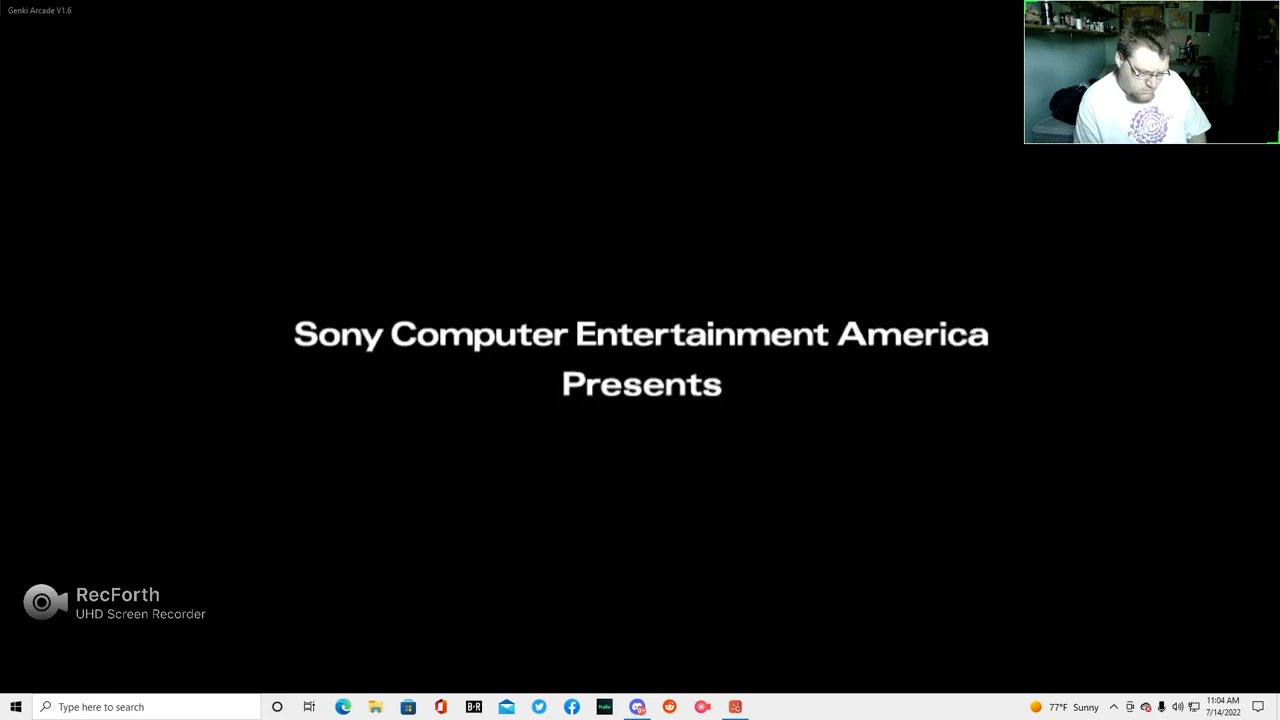 Genki Arcade V1.6
Sony Computer Entertainment America
Presents
RecForth
UHD Screen Recorder
Type here to search
B/R
hulu
77°F Sunny
11:04 AM
7/14/2022